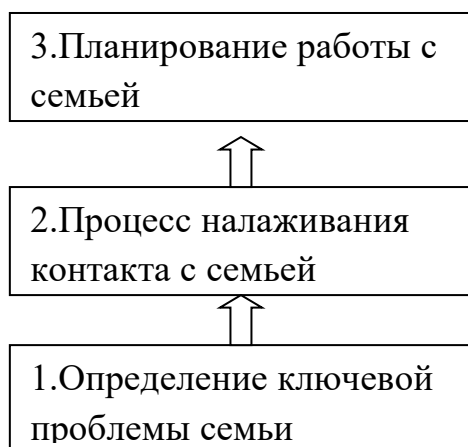 3.Планирование работы с
семьей
2.Процесс налаживания
контакта с семьей
1.Определение ключевой
проблемы семьи